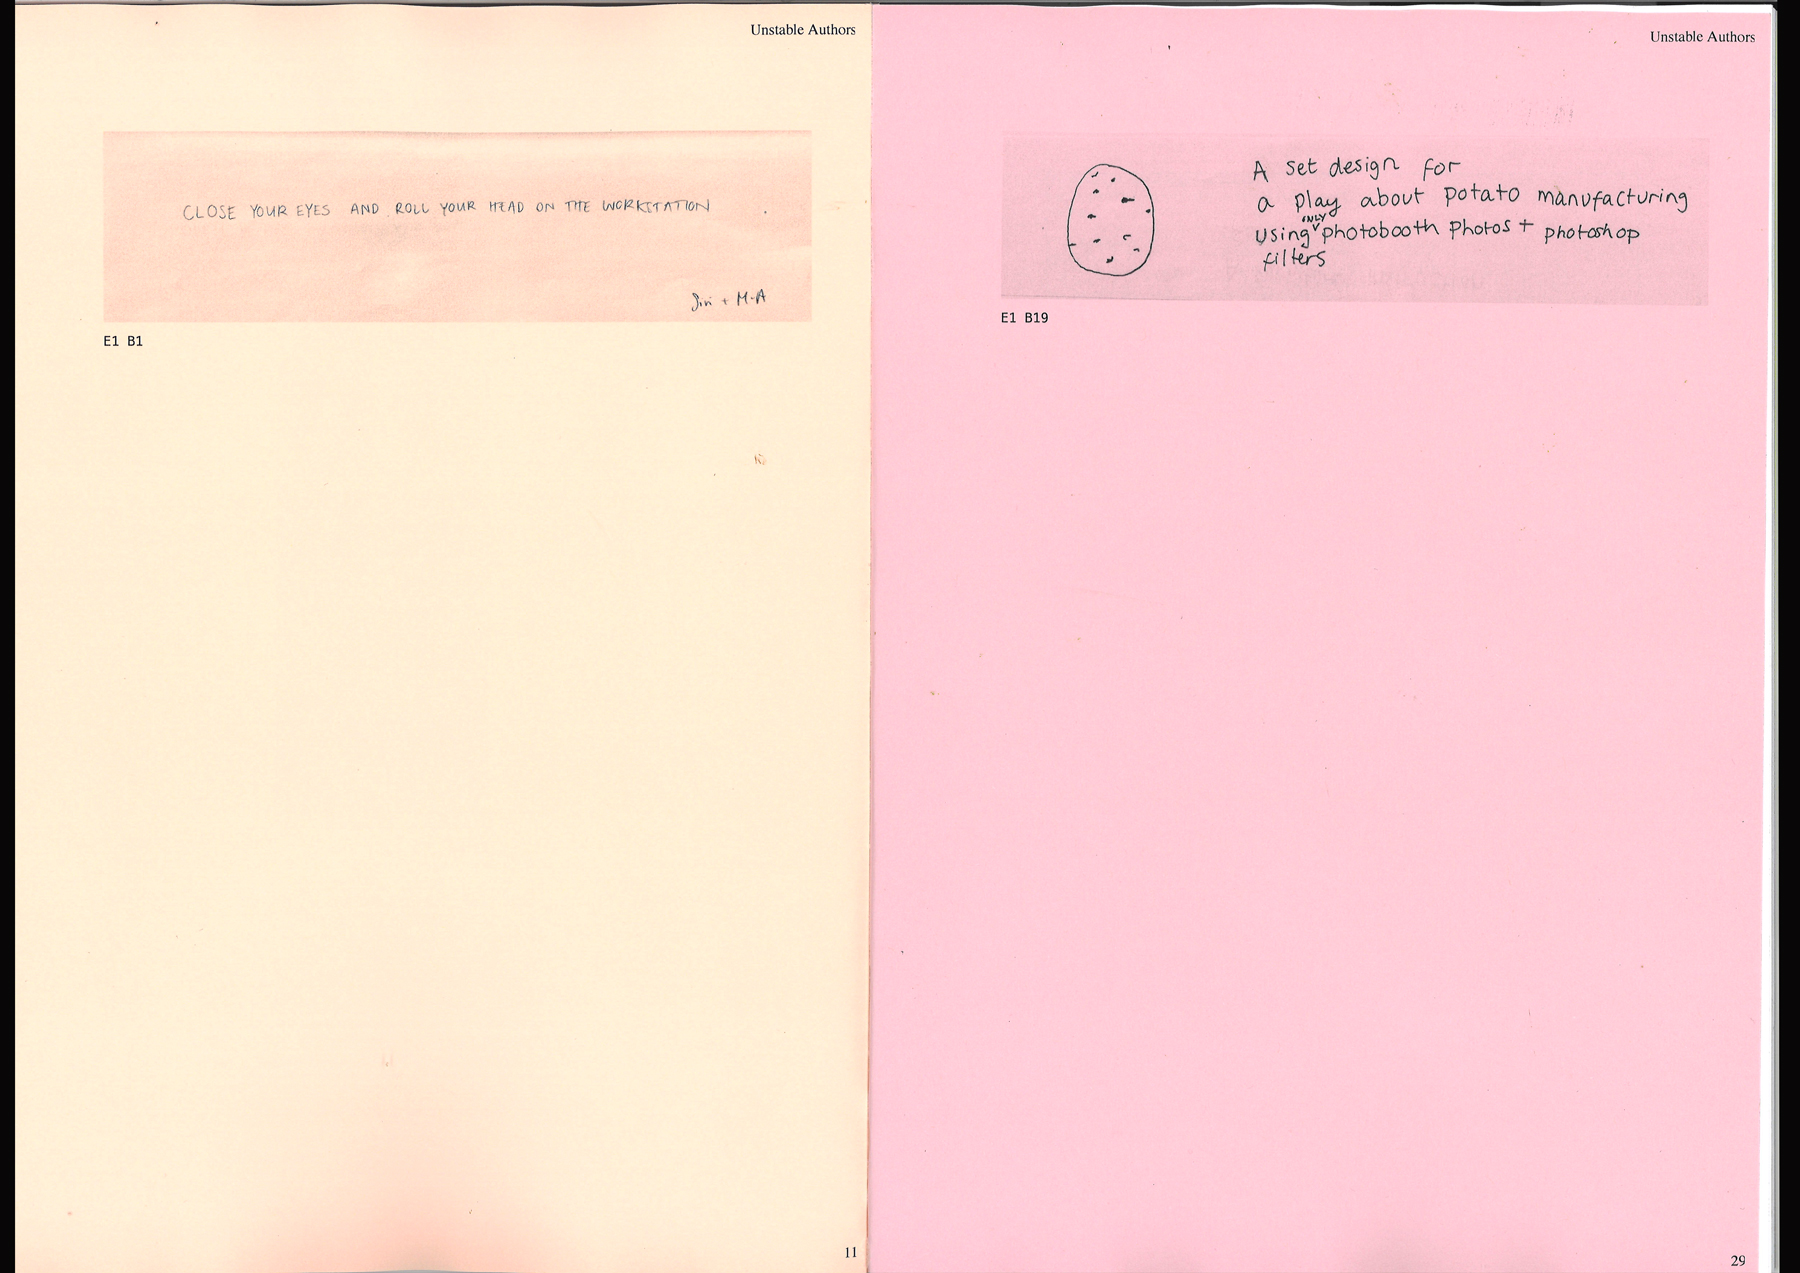 Unstable Authors
CLOSE YOUR EYES AND ROLL YOUR HEAD ON THE WORKSTATION
Siri + M-A
E1 B1
11
Unstable Authors
A set design for
a play about potato manufacturing
using ONLY photobooth photos + photoshop
filters
E1 B19
29